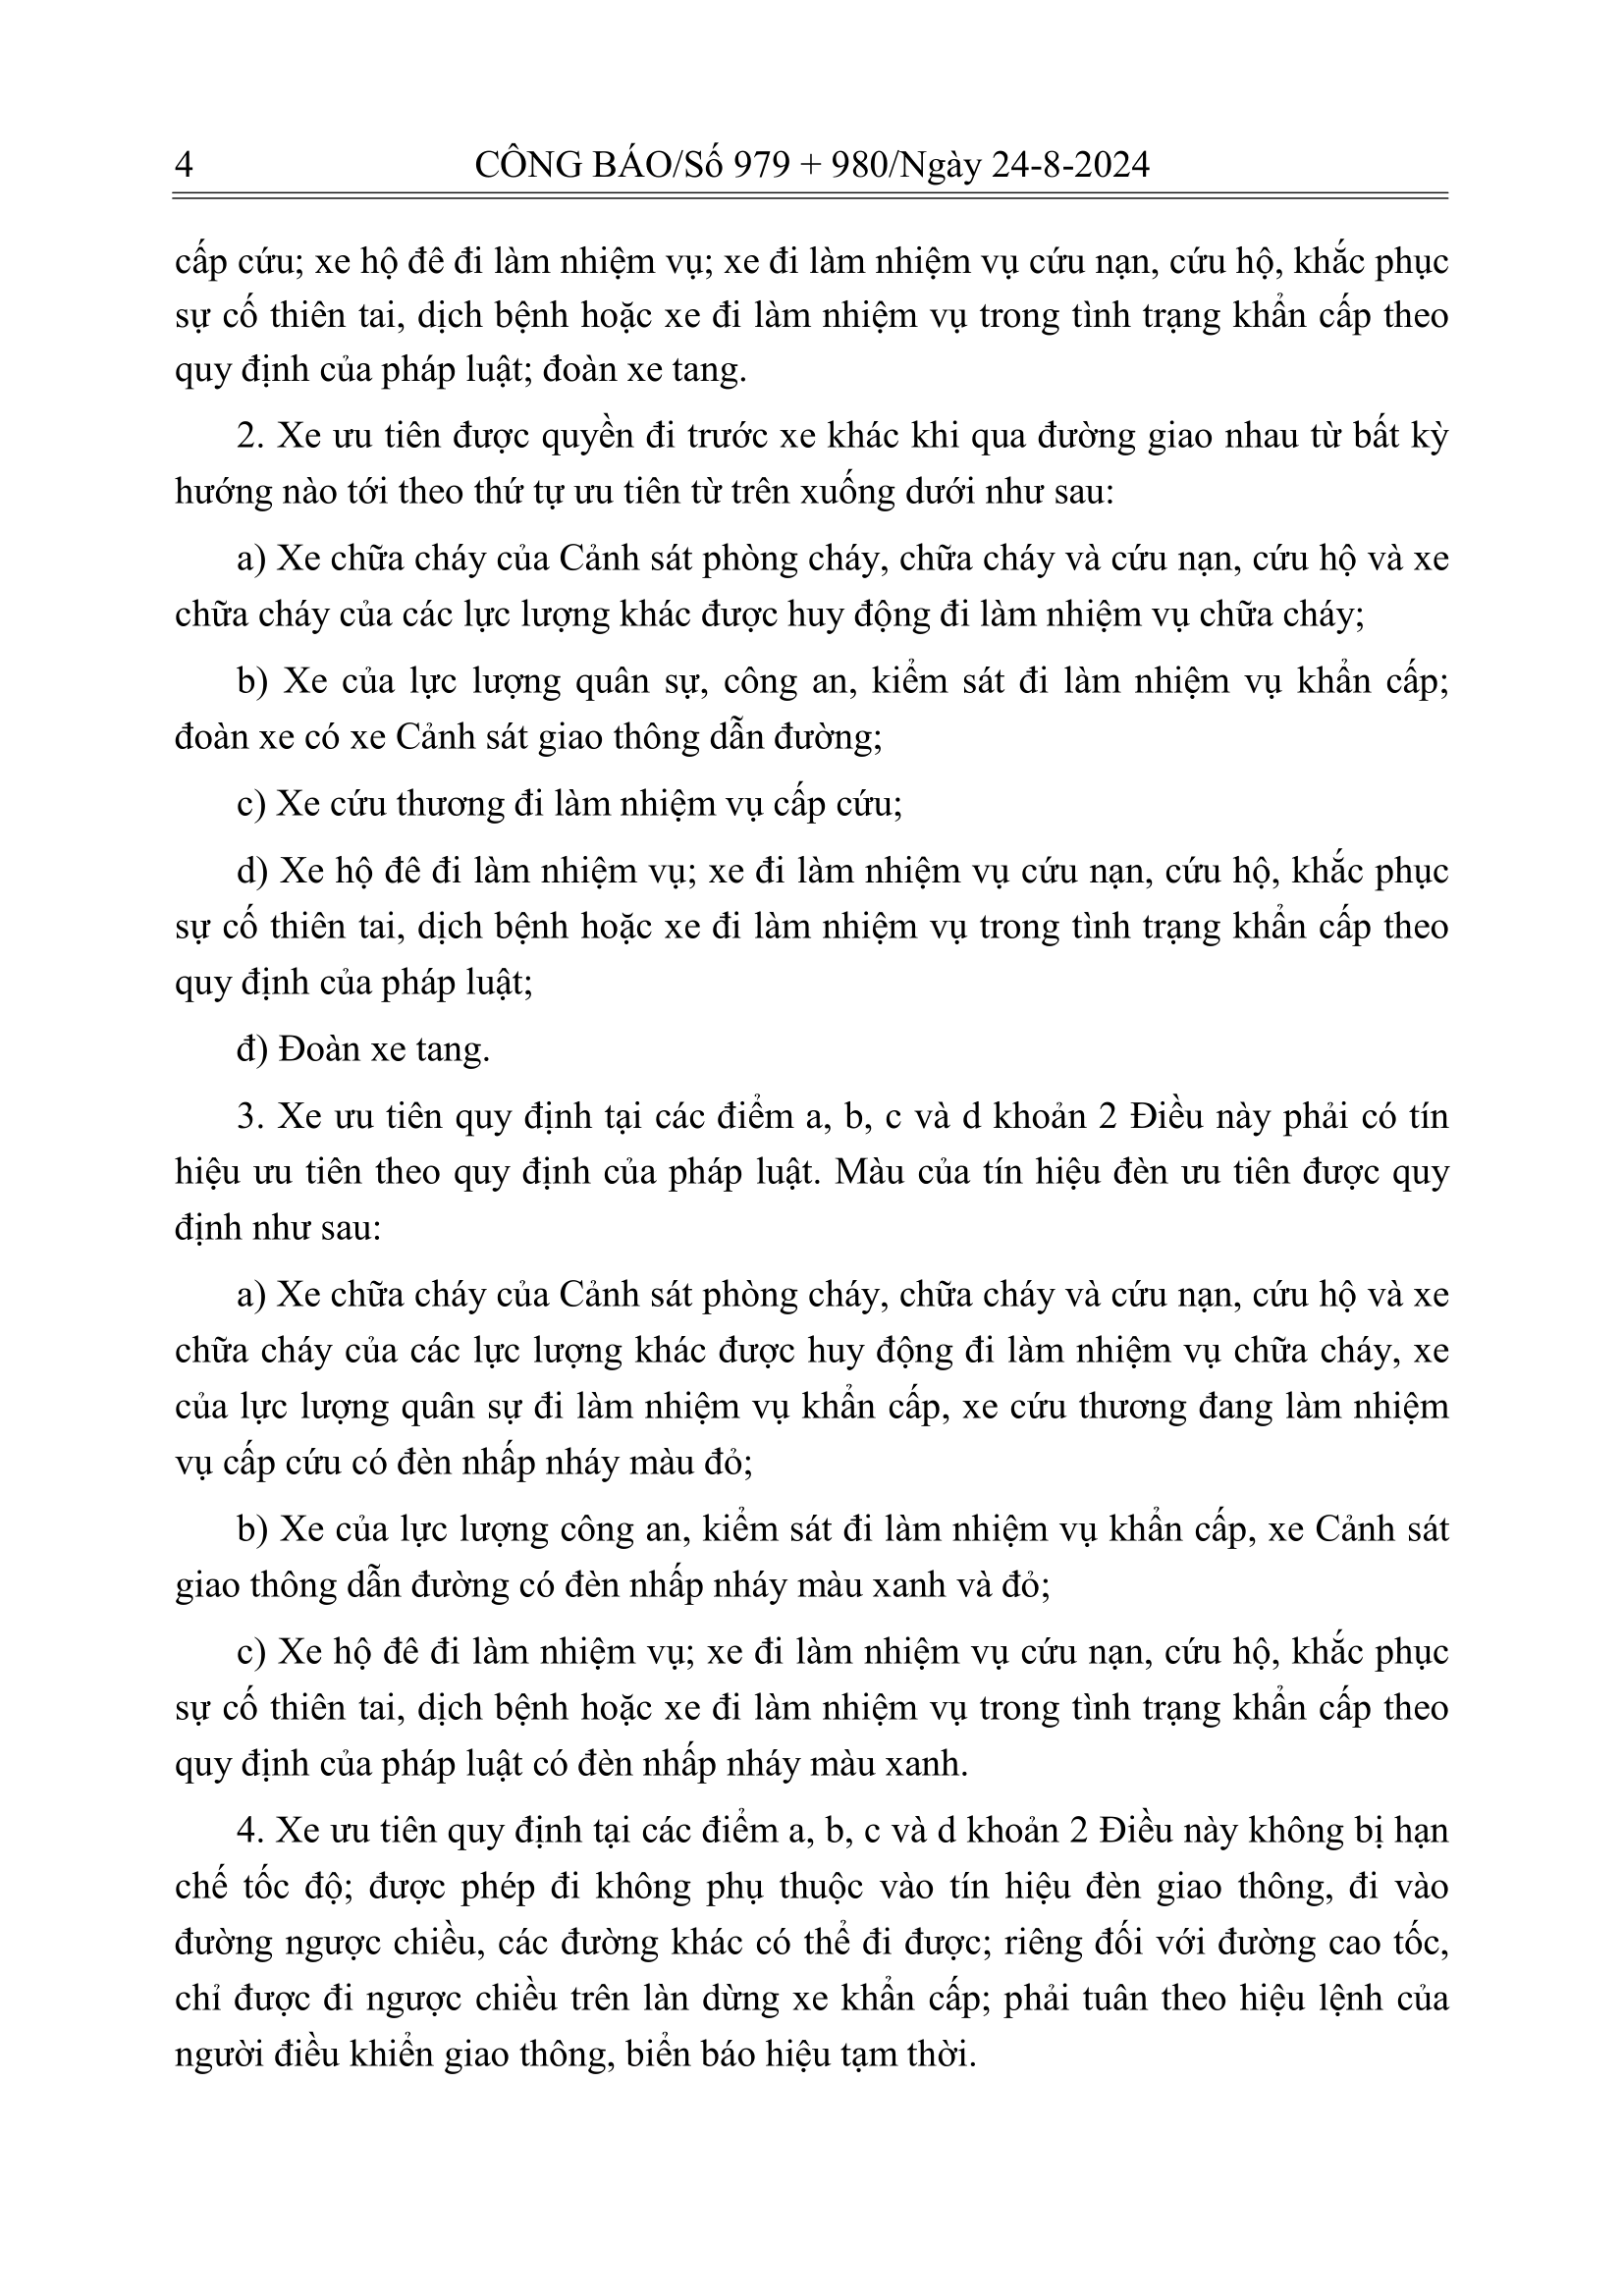 4 CÔNG BÁO/Số 979 + 980/Ngày 24-8-2024
cấp cứu; xe hộ đê đi làm nhiệm vụ; xe đi làm nhiệm vụ cứu nạn, cứu hộ, khắc phục
sự cố thiên tai, dịch bệnh hoặc xe đi làm nhiệm vụ trong tình trạng khẩn cấp theo
quy định của pháp luật; đoàn xe tang.
2. Xe ưu tiên được quyền đi trước xe khác khi qua đường giao nhau từ bất kỳ
hướng nào tới theo thứ tự ưu tiên từ trên xuống dưới như sau:
a) Xe chữa cháy của Cảnh sát phòng cháy, chữa cháy và cứu nạn, cứu hộ và xe
chữa cháy của các lực lượng khác được huy động đi làm nhiệm vụ chữa cháy;
b) Xe của lực lượng quân sự, công an, kiểm sát đi làm nhiệm vụ khẩn cấp;
đoàn xe có xe Cảnh sát giao thông dẫn đường;
c) Xe cứu thương đi làm nhiệm vụ cấp cứu;
d) Xe hộ đê đi làm nhiệm vụ; xe đi làm nhiệm vụ cứu nạn, cứu hộ, khắc phục
sự cố thiên tai, dịch bệnh hoặc xe đi làm nhiệm vụ trong tình trạng khẩn cấp theo
quy định của pháp luật;
đ) Đoàn xe tang.
3. Xe ưu tiên quy định tại các điểm a, b, c và d khoản 2 Điều này phải có tín
hiệu ưu tiên theo quy định của pháp luật. Màu của tín hiệu đèn ưu tiên được quy
định như sau:
a) Xe chữa cháy của Cảnh sát phòng cháy, chữa cháy và cứu nạn, cứu hộ và xe
chữa cháy của các lực lượng khác được huy động đi làm nhiệm vụ chữa cháy, xe
của lực lượng quân sự đi làm nhiệm vụ khẩn cấp, xe cứu thương đang làm nhiệm
vụ cấp cứu có đèn nhấp nháy màu đỏ;
b) Xe của lực lượng công an, kiểm sát đi làm nhiệm vụ khẩn cấp, xe Cảnh sát
giao thông dẫn đường có đèn nhấp nháy màu xanh và đỏ;
c) Xe hộ đê đi làm nhiệm vụ; xe đi làm nhiệm vụ cứu nạn, cứu hộ, khắc phục
sự cố thiên tai, dịch bệnh hoặc xe đi làm nhiệm vụ trong tình trạng khẩn cấp theo
quy định của pháp luật có đèn nhấp nháy màu xanh.
4. Xe ưu tiên quy định tại các điểm a, b, c và d khoản 2 Điều này không bị hạn
chế tốc độ; được phép đi không phụ thuộc vào tín hiệu đèn giao thông, đi vào
đường ngược chiều, các đường khác có thể đi được; riêng đối với đường cao tốc,
chỉ được đi ngược chiều trên làn dừng xe khẩn cấp; phải tuân theo hiệu lệnh của
người điều khiển giao thông, biển báo hiệu tạm thời.